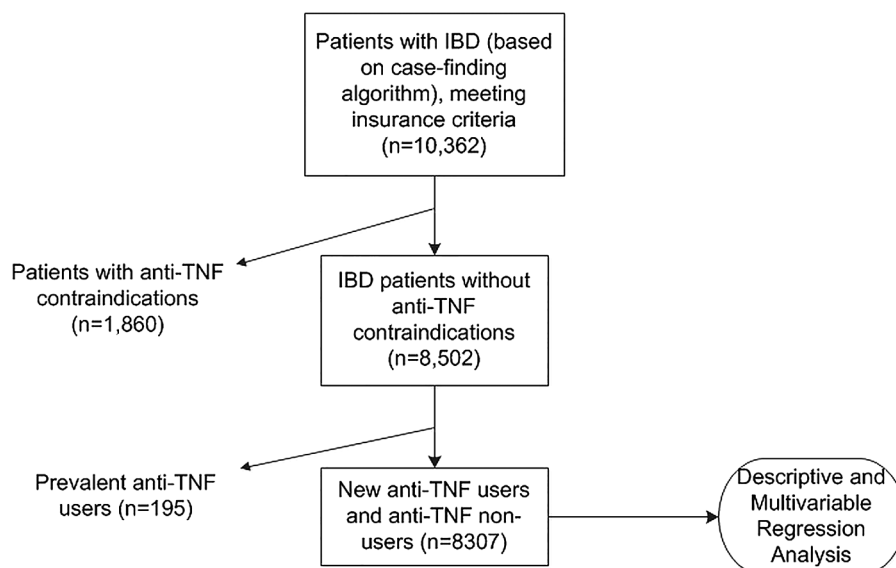 Patients with IBD (based
on case-finding
algorithm), meeting
insurance criteria
(n=10,362)
Patients with anti-TNF
contraindications
(n=1,860)
IBD patients without
anti-TNF
contraindications
(n=8,502)
Prevalent anti-TNF
users (n=195)
New anti-TNF users
and anti-TNF non-
users (n=8307)
Descriptive and
Multivariable
Regression
Analysis